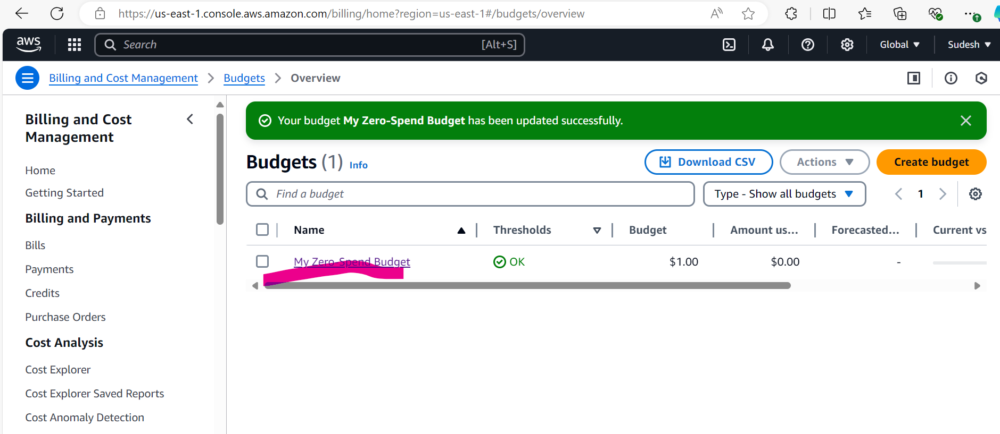 https://us-east-1.console.aws.amazon.com/billing/home?region=us-east-1#/budgets/overview
aws Search [Alt+S] Global Sudesh
Billing and Cost Management > Budgets > Overview
Billing and Cost
Management
Home
Getting Started
Billing and Payments
Bills
Payments
Credits
Purchase Orders
Cost Analysis
Cost Explorer
Cost Explorer Saved Reports
Cost Anomaly Detection
Your budget My Zero-Spend Budget has been updated successfully.
Budgets (1) Info Download CSV Actions Create budget
Find a budget Type - Show all budgets 1
Name Thresholds Budget Amount us... Forecasted... Current vs
My Zero-Spend Budget OK $1.00 $0.00 -